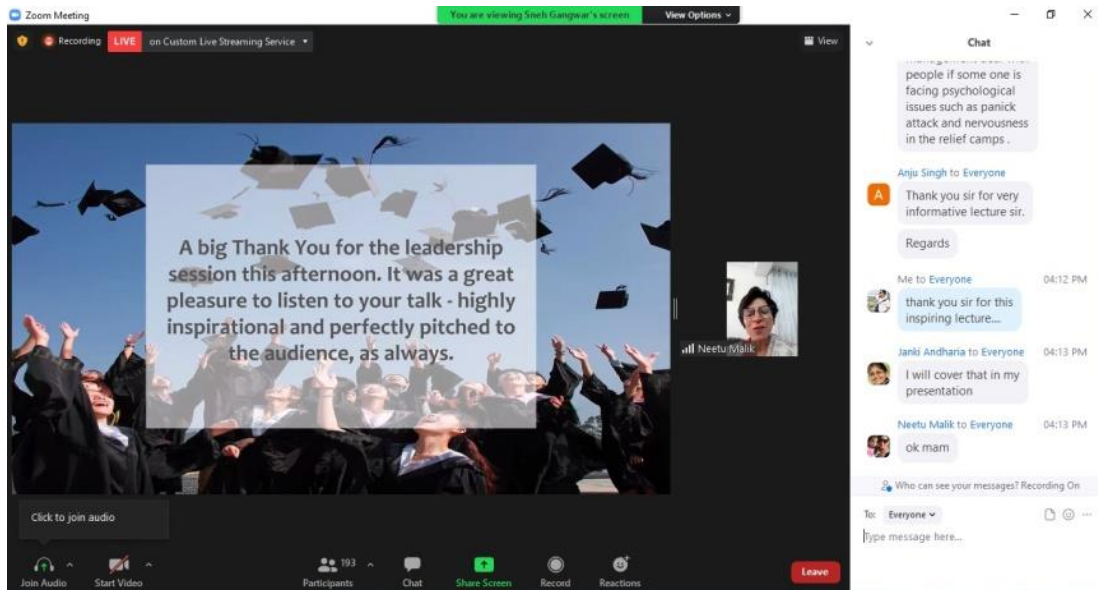 Zoom Meeting
You are viewing Sneh Gangwar's screen
View Options
Recording
LIVE
on Custom Live Streaming Service
View
A big Thank You for the leadership
session this afternoon. It was a great
pleasure to listen to your talk - highly
inspirational and perfectly pitched to
the audience, as always.
Neetu Malik
Click to join audio
Join Audio
Start Video
193
Participants
Chat
Share Screen
Record
Reactions
Leave
Chat
people if some one is
facing psychological
issues such as panick
attack and nervousness
in the relief camps .
Anju Singh to Everyone
A
Thank you sir for very
informative lecture sir.
Regards
Me to Everyone 04:12 PM
thank you sir for this
inspiring lecture....
Janki Andharia to Everyone 04:13 PM
I will cover that in my
presentation
Neetu Malik to Everyone 04:13 PM
ok mam
Who can see your messages? Recording On
To: Everyone
Type message here...